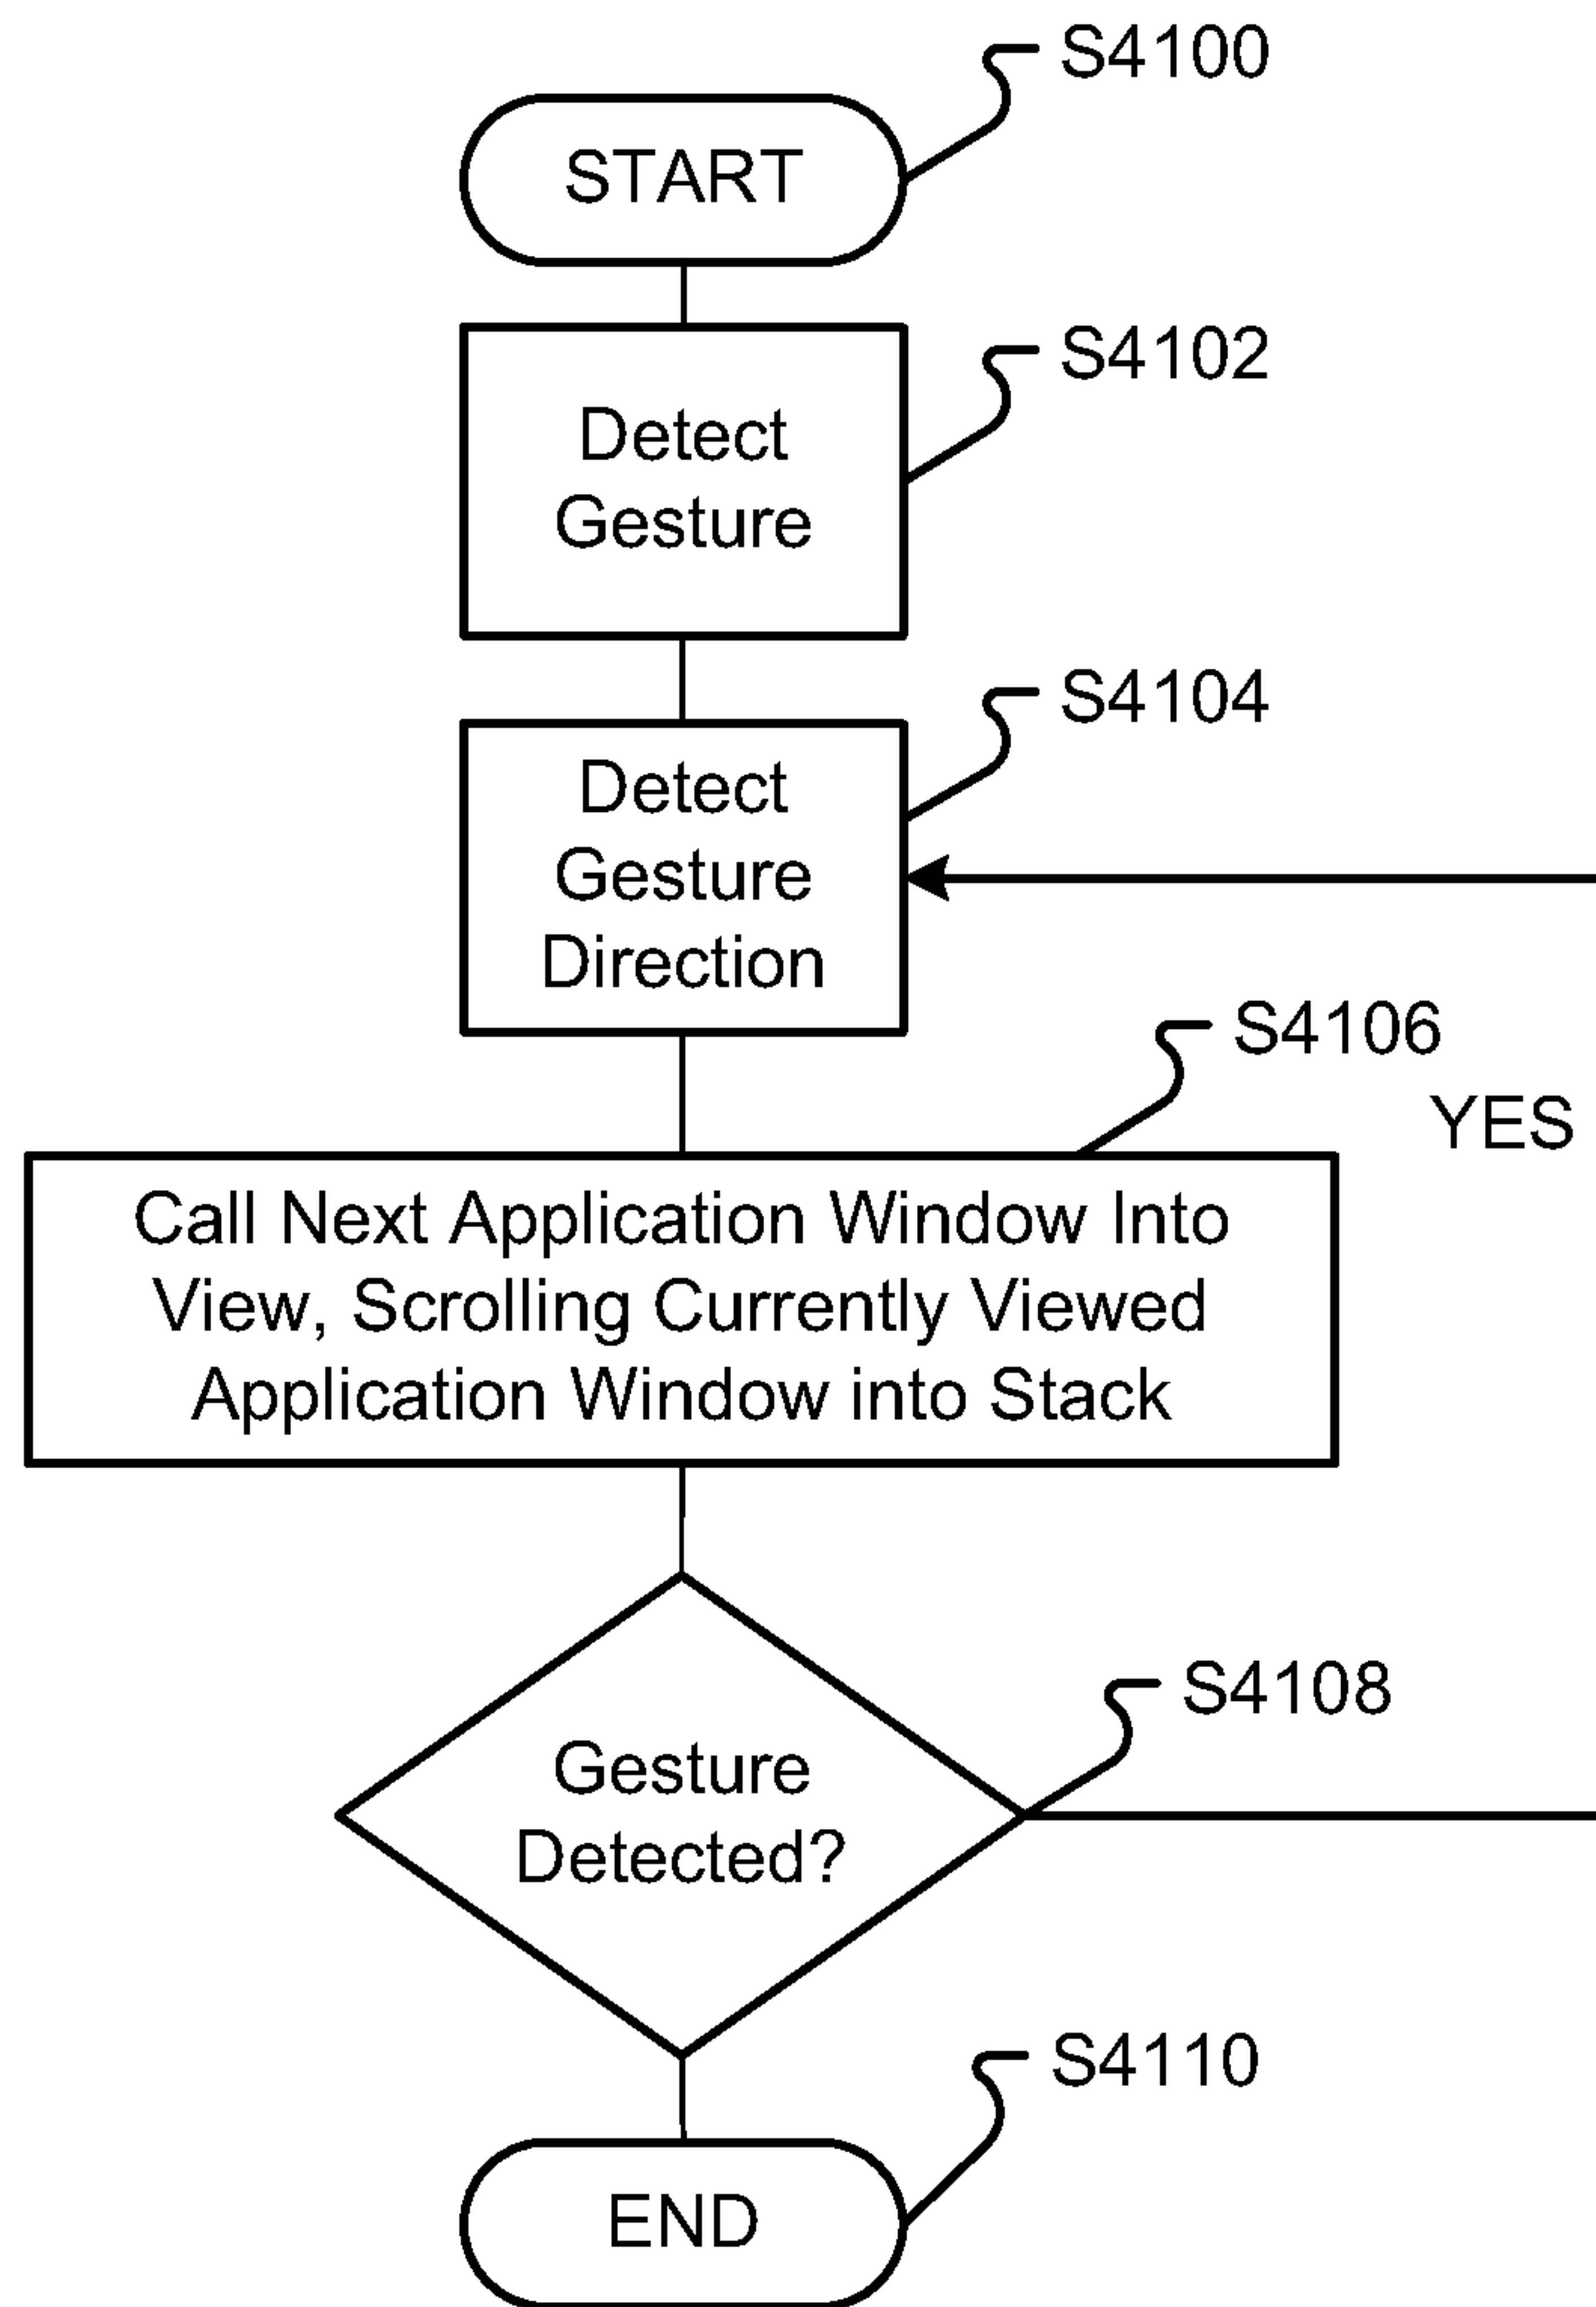 S4100
START
S4102
Detect
Gesture
S4104
Detect
Gesture
Direction
S4106
YES
Call Next Application Window Into
View, Scrolling Currently Viewed
Application Window into Stack
S4108
Gesture
Detected?
S4110
END